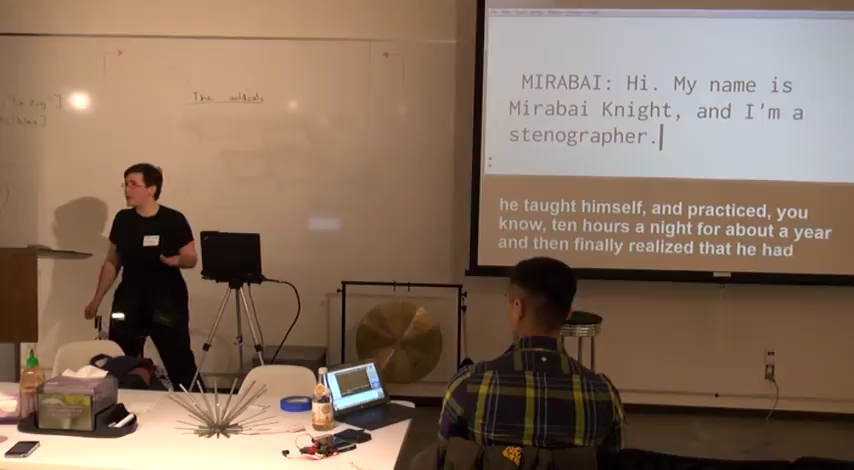 The
MIRABAI: Hi. My name is
Mirabai Knight, and I'm a
stenographer.
:
he taught himself, and practiced, you
know, ten hours a night for about a year
and then finally realized that he had